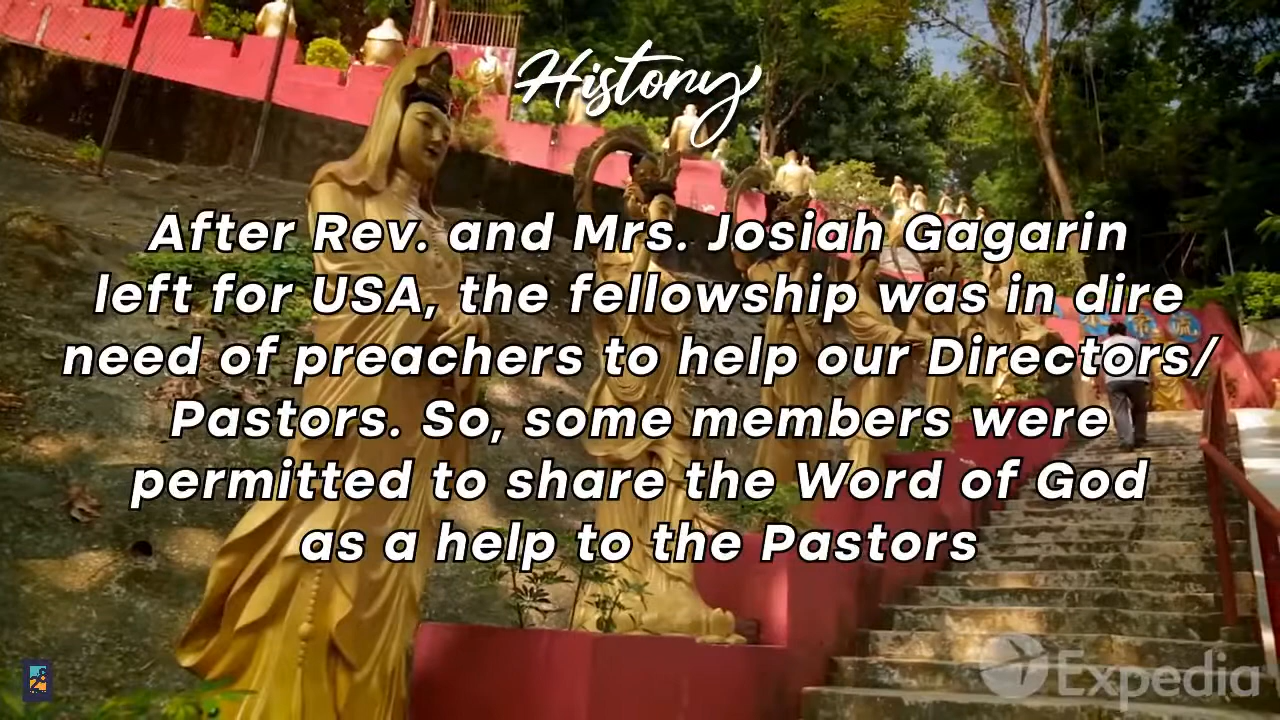 History
After Rev. and Mrs. Josiah Gagarin
left for USA, the fellowship was in dire
need of preachers to help our Directors/
Pastors. So, some members were
permitted to share the Word of God
as a help to the Pastors
Expedia